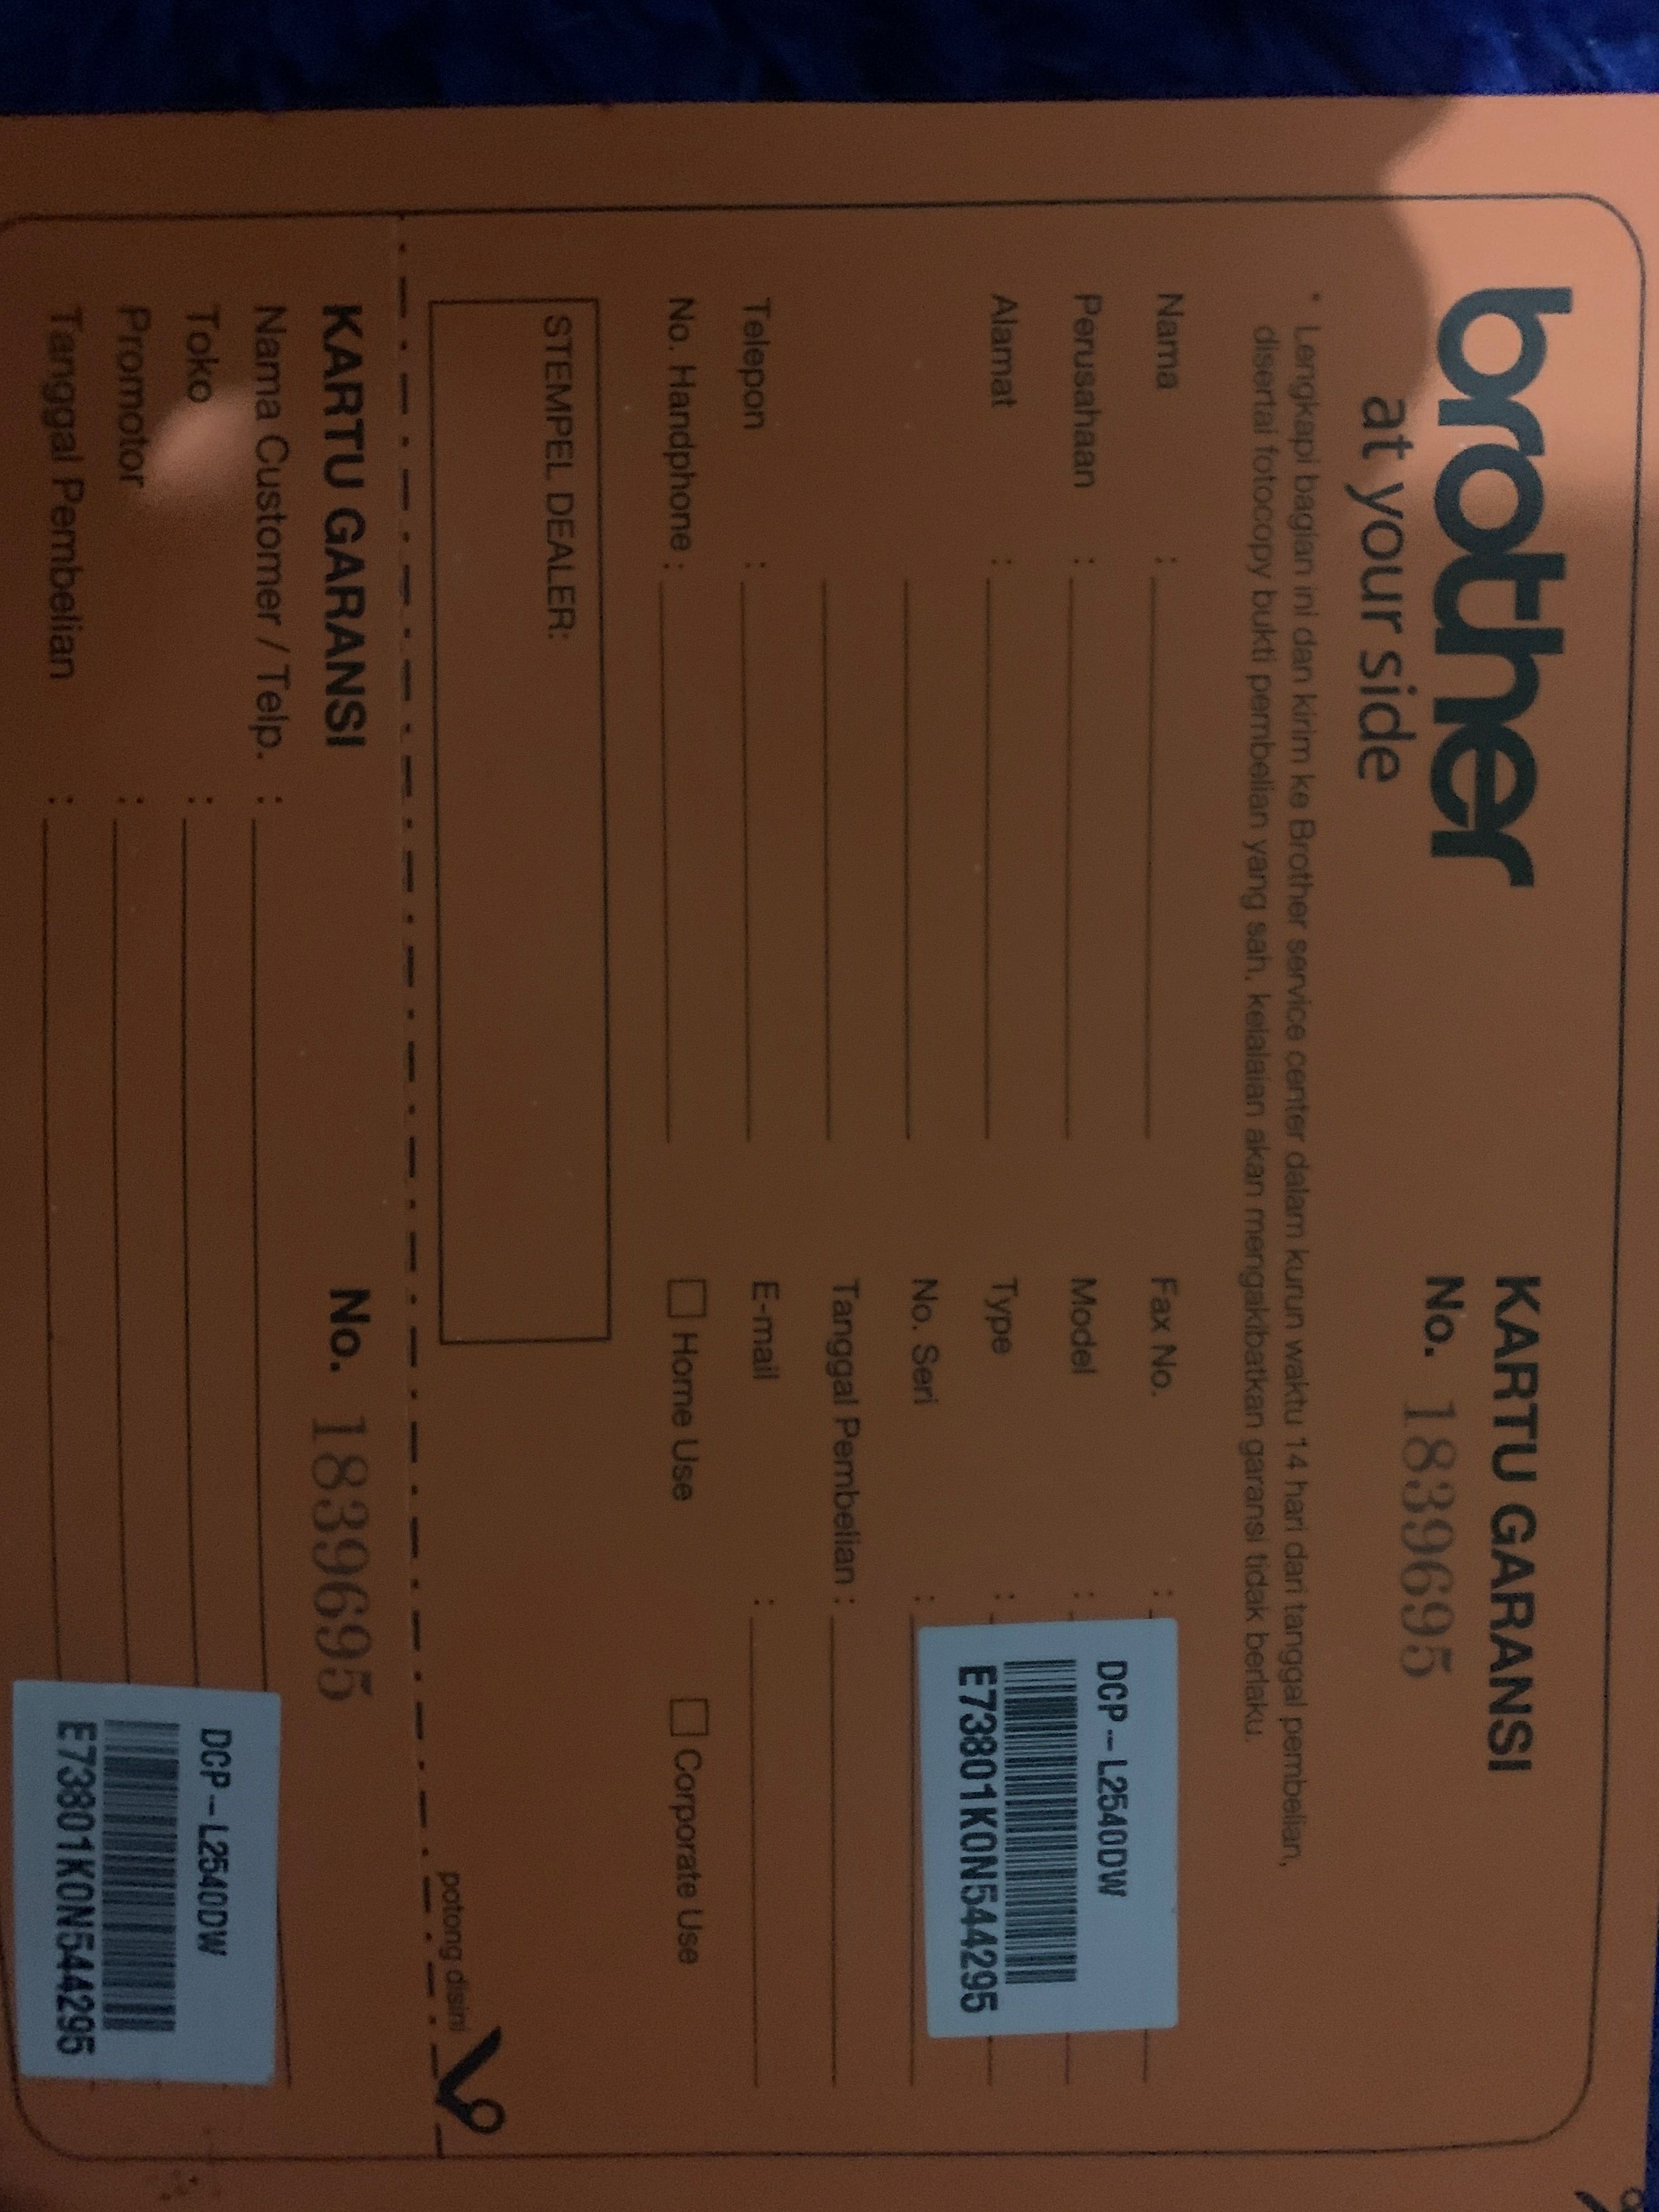 brother
at your side
KARTU GARANSI
No. 1839695
* Lengkapi bagian ini dan kirim ke Brother service center dalam kurun waktu 14 hari dari tanggal pembelian,
disertai fotocopy bukti pembelian yang sah, kelalaian akan mengakibatkan garansi tidak berlaku.
Nama :
Perusahaan :
Alamat :
Telepon :
No. Handphone :
Fax No. :
Model :
Type :
No. Seri :
Tanggal Pembelian :
E-mail :
DCP-L2540DW
E73801K0N544295
Home Use
Corporate Use
STEMPEL DEALER:
potong disini
KARTU GARANSI
No. 1839695
Nama Customer / Telp. :
Toko :
Promotor :
Tanggal Pembelian :
DCP-L2540DW
E73801K0N544295